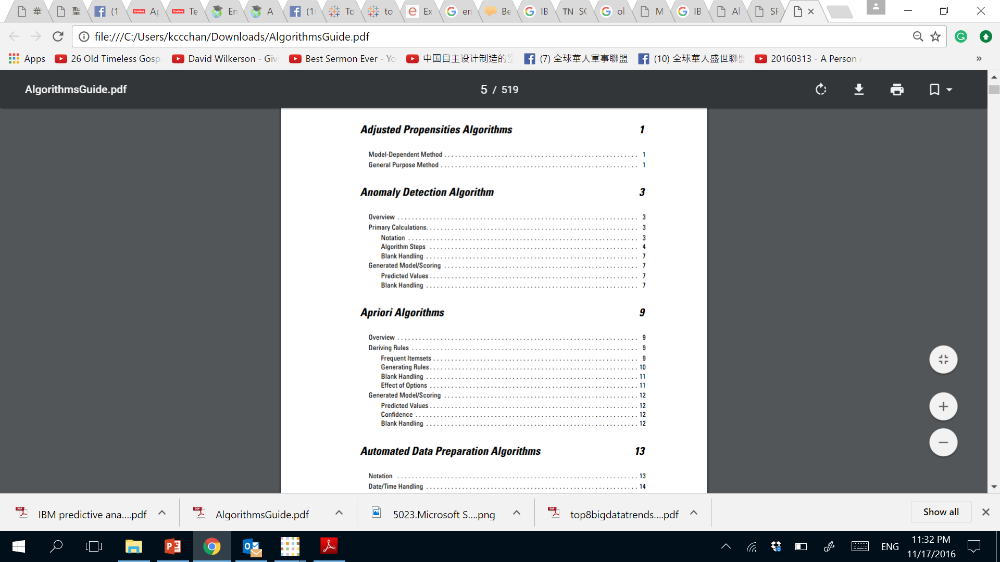 華 聖 (1 Ap Te En A (1( To to Ex en Be IB TN SC ol M IB Al SF
file:///C:/Users/kccchan/Downloads/AlgorithmsGuide.pdf
Apps 26 Old Timeless Gosp David Wilkerson - Giv Best Sermon Ever - Yo 中国自主设计制造的空 (7) 全球華人軍事聯盟 (10) 全球華人盛世聯盟 20160313 - A Person »
AlgorithmsGuide.pdf 5 / 519
Adjusted Propensities Algorithms 1
Model-Dependent Method 1
General Purpose Method 1
Anomaly Detection Algorithm 3
Overview 3
Primary Calculations. 3
Notation 3
Algorithm Steps 4
Blank Handling 7
Generated Model/Scoring 7
Predicted Values 7
Blank Handling 7
Apriori Algorithms 9
Overview 9
Deriving Rules 9
Frequent Itemsets 9
Generating Rules 10
Blank Handling 11
Effect of Options 11
Generated Model/Scoring 12
Predicted Values 12
Confidence 12
Blank Handling 12
Automated Data Preparation Algorithms 13
Notation 13
Date/Time Handling 14
IBM predictive ana....pdf AlgorithmsGuide.pdf 5023.Microsoft S....png top8bigdatatrends....pdf Show all
ENG 11:32 PM
11/17/2016